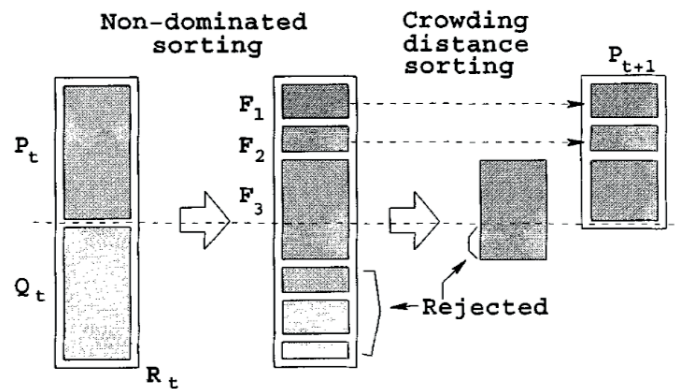 Non-dominated
sorting
Crowding
distance
sorting
P t+1
F 1
P t
F 2
F 3
Q t
Rejected
R t